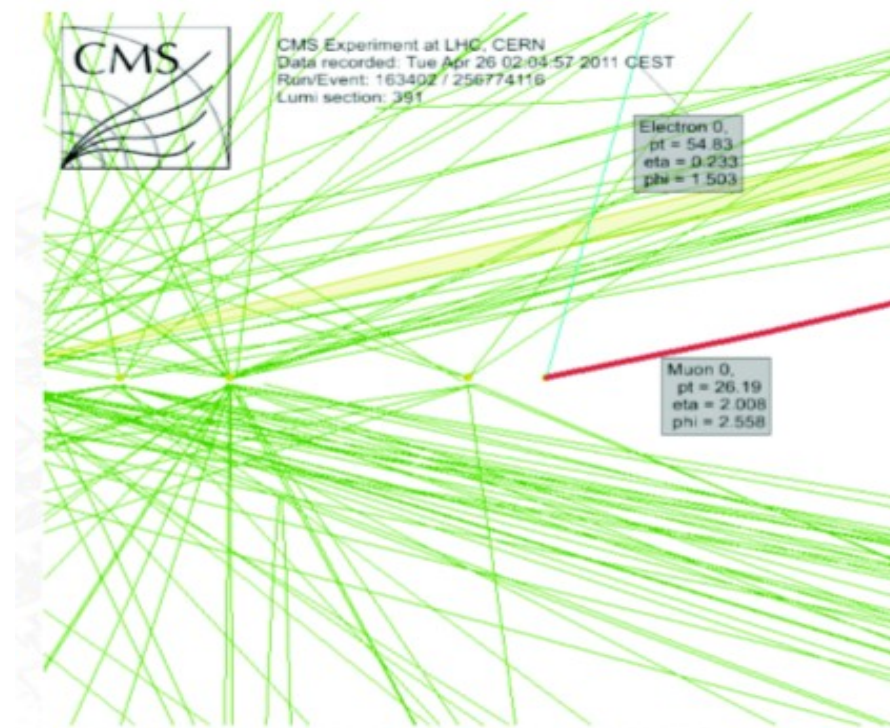 CMS
CMS Experiment at LHC, CERN
Data recorded: Tue Apr 26 02:04:57 2011 CEST
Run/Event: 163402 / 256774116
Lumi section: 391
Electron 0,
pt = 54.83
eta = 0.233
phi = 1.503
Muon 0,
pt = 26.19
eta = 2.008
phi = 2.558